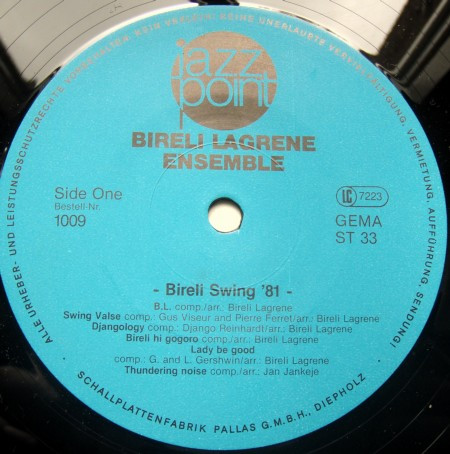 jazz
point
BIRELI LAGRENE
ENSEMBLE
Side One
Bestell-Nr.
1009
LC 7223
GEMA
ST 33
- Bireli Swing '81 -
B.L. comp./arr.: Bireli Lagrene
Swing Valse comp.: Gus Viseur and Pierre Ferret/arr.: Bireli Lagrene
Djangology comp.: Django Reinhardt/arr.: Bireli Lagrene
Bireli hi gogoro comp./arr.: Bireli Lagrene
Lady be good
comp.: G. and L. Gershwin/arr.: Bireli Lagrene
Thundering noise comp./arr.: Jan Jankeje
ALLE URHEBER- UND LEISTUNGSSCHUTZRECHTE VORBEHALTEN. KEIN VERLEIH, KEINE UNERLAUBTE VERVIELFÄLTIGUNG, VERMIETUNG, AUFFÜHRUNG, SENDUNG!
SCHALLPLATTENFABRIK PALLAS G.M.B.H., DIEPHOLZ